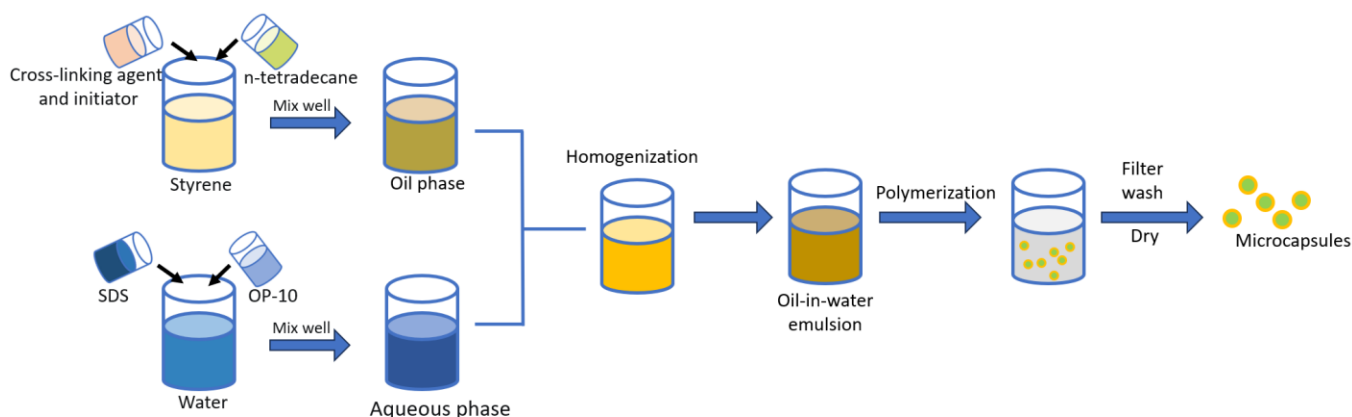 Cross-linking agent
and initiator
n-tetradecane
Mix well
Styrene
Oil phase
SDS
OP-10
Mix well
Water
Aqueous phase
Homogenization
Oil-in-water
emulsion
Polymerization
Filter
wash
Dry
Microcapsules